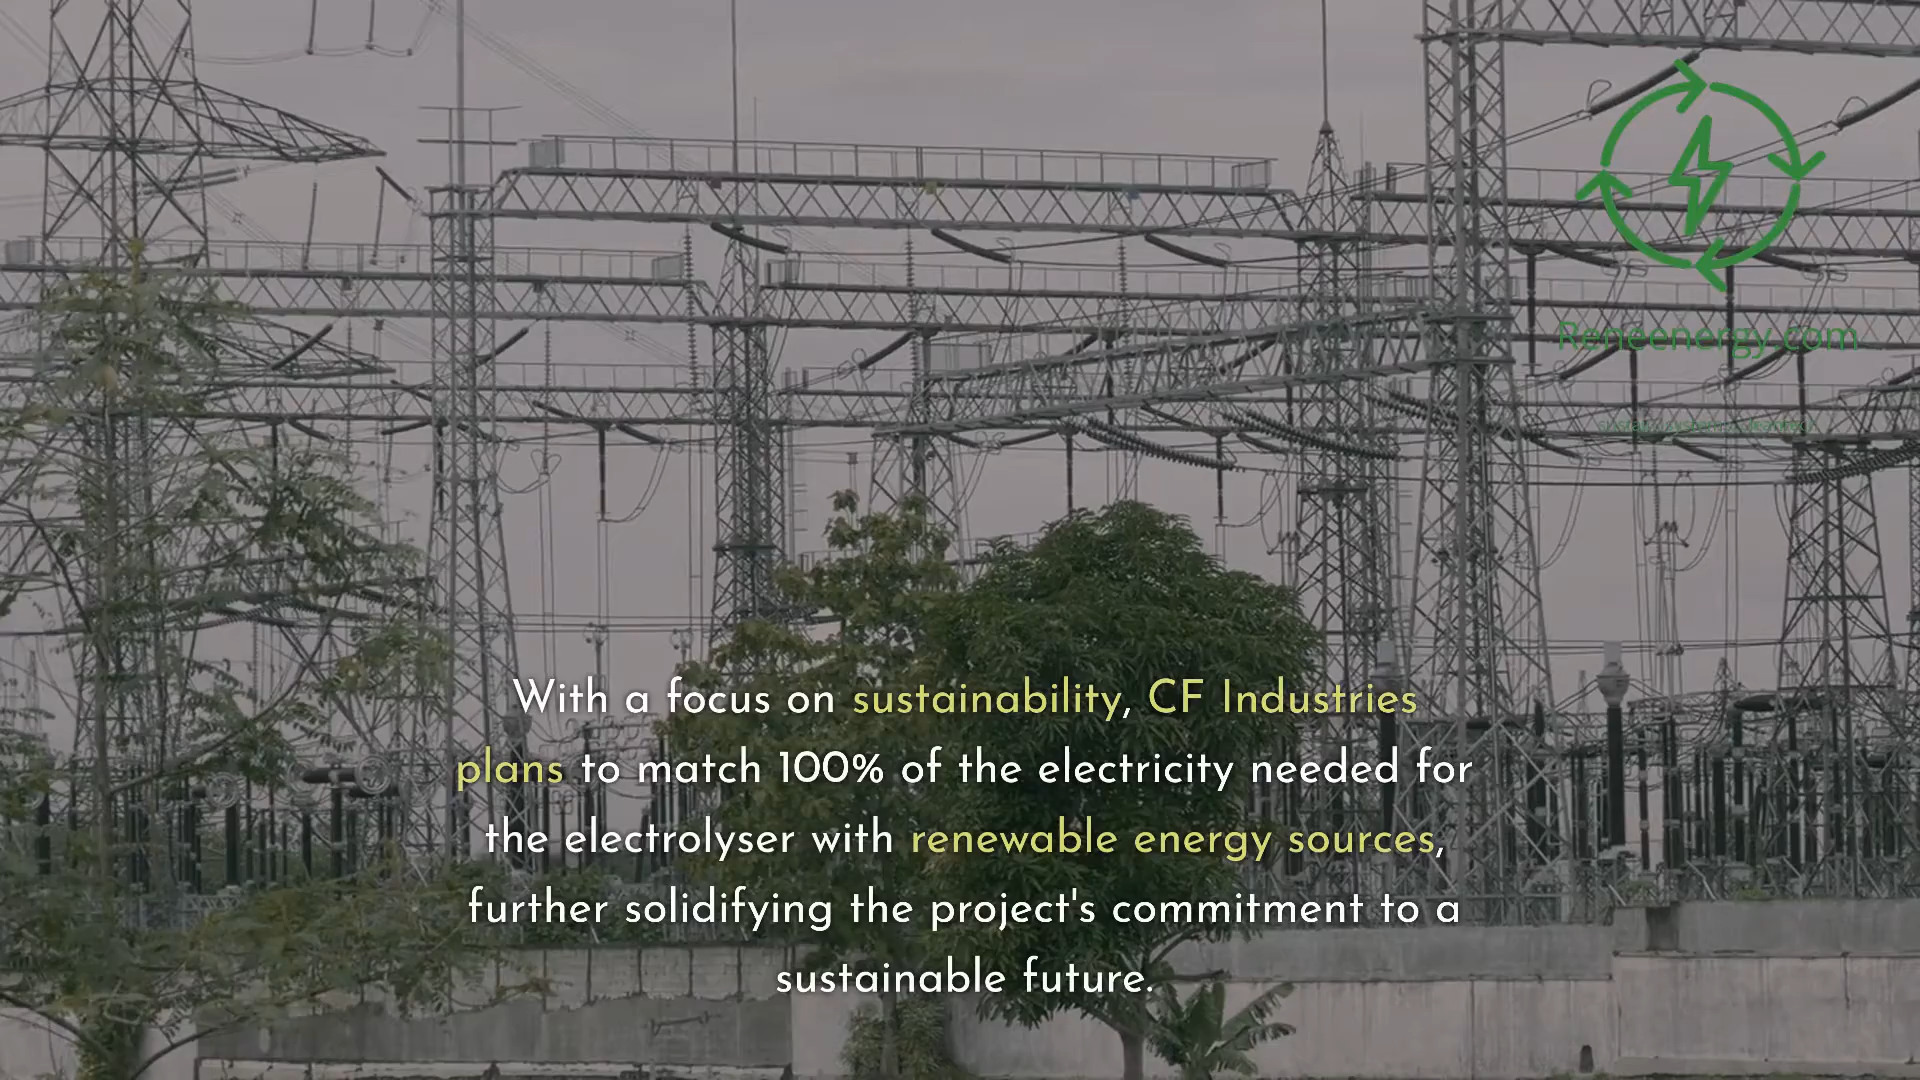 Reneenergy.com
With a focus on sustainability, CF Industries
plans to match 100% of the electricity needed for
the electrolyser with renewable energy sources,
further solidifying the project's commitment to a
sustainable future.